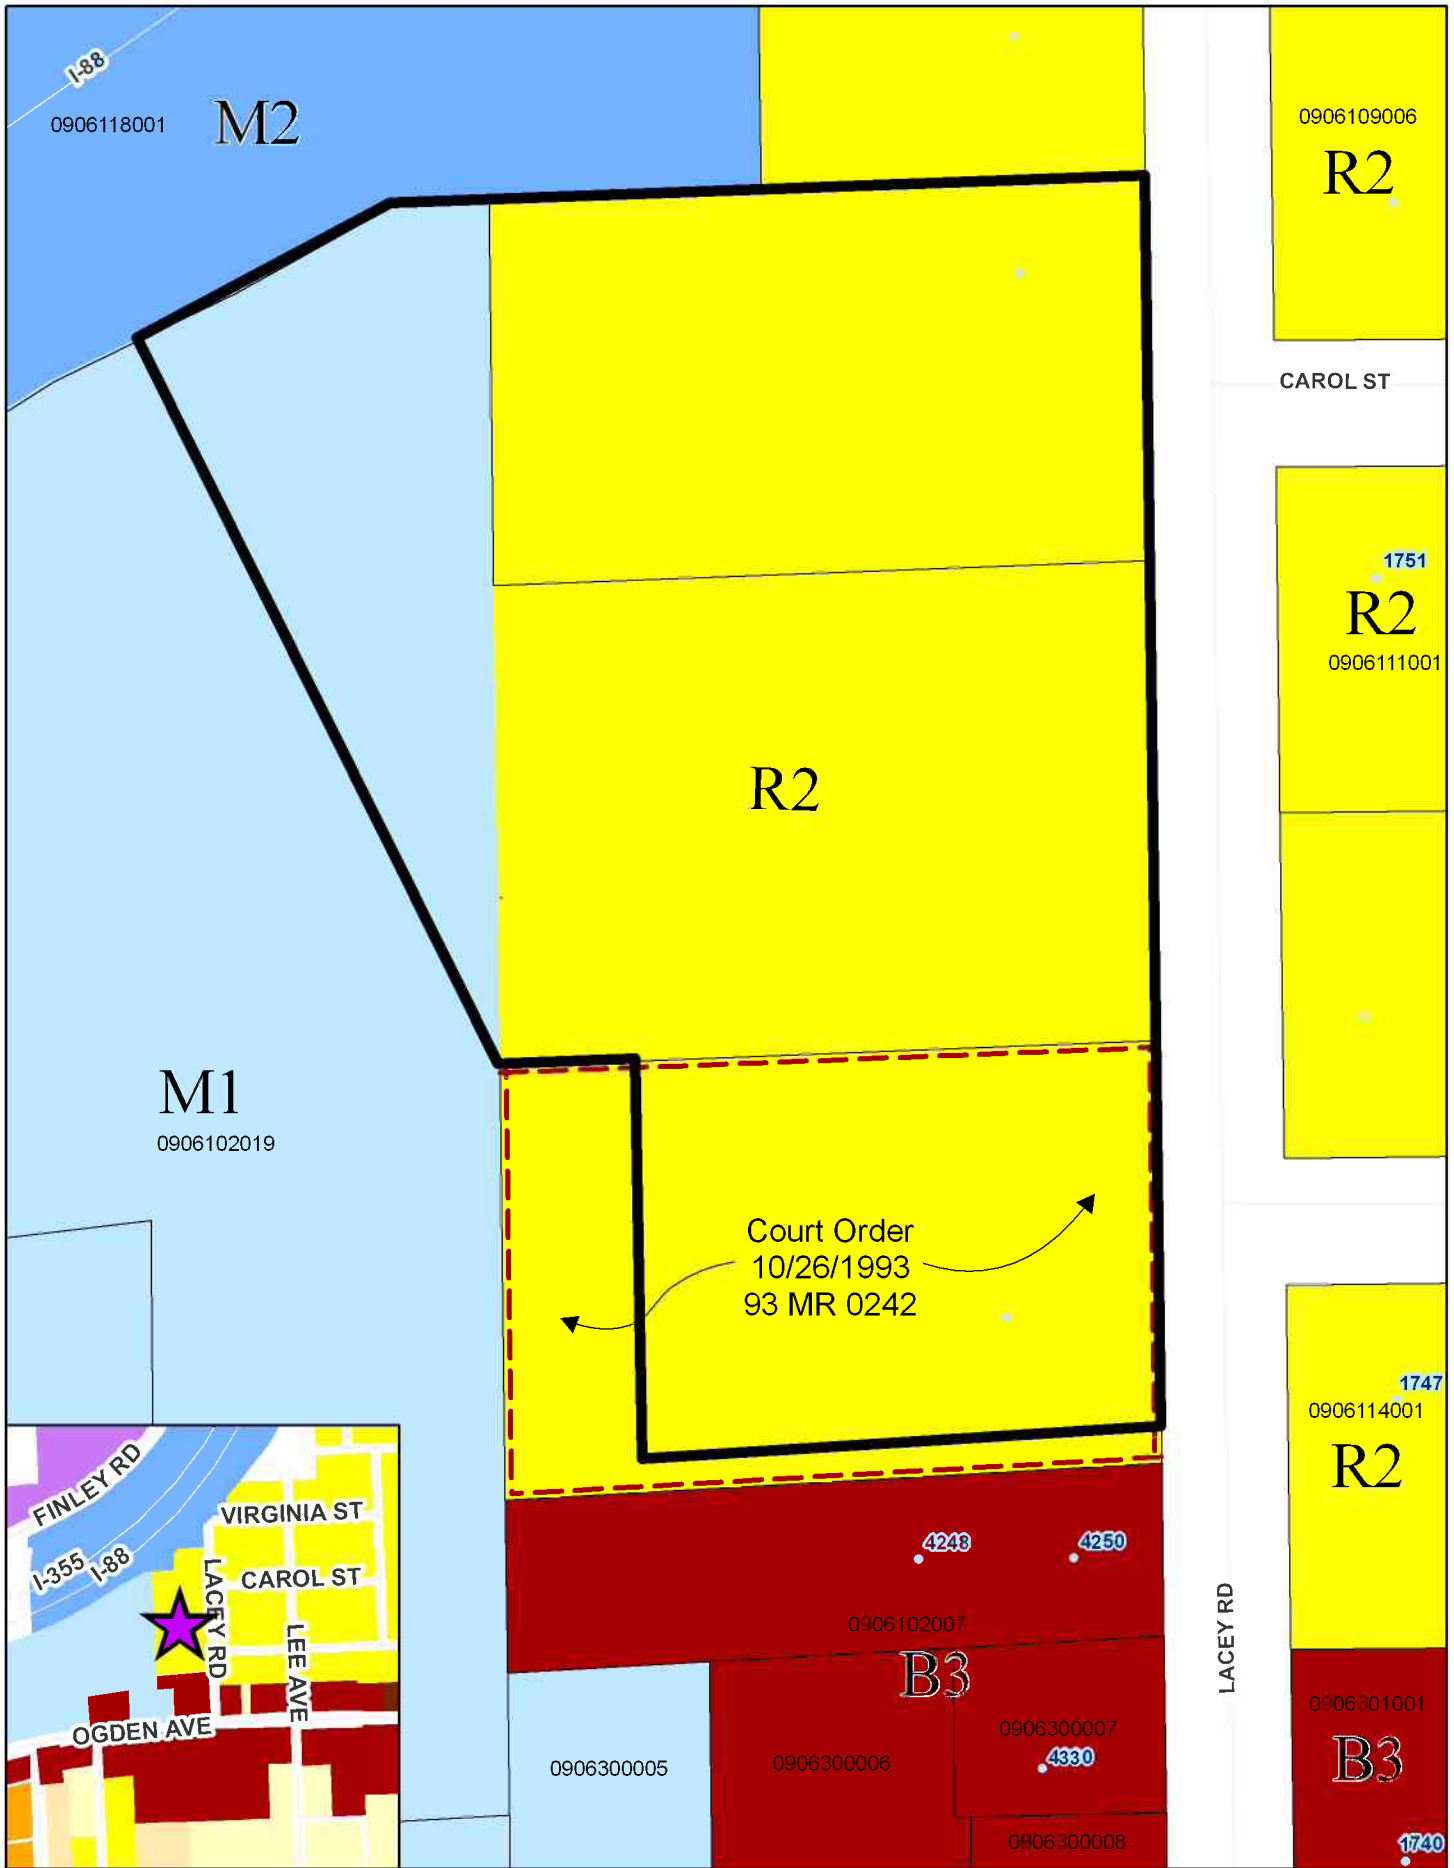 I-88
0906118001
M2
0906109006
R2
CAROL ST
1751
R2
0906111001
R2
M1
0906102019
Court Order
10/26/1993
93 MR 0242
1747
0906114001
R2
4248
4250
0906102007
B3
LACEY RD
0906301001
B3
0906300007
4330
0906300005
0906300006
0906300008
1740
FINLEY RD
VIRGINIA ST
I-355
I-88
CAROL ST
LACEY RD
LEE AVE
OGDEN AVE